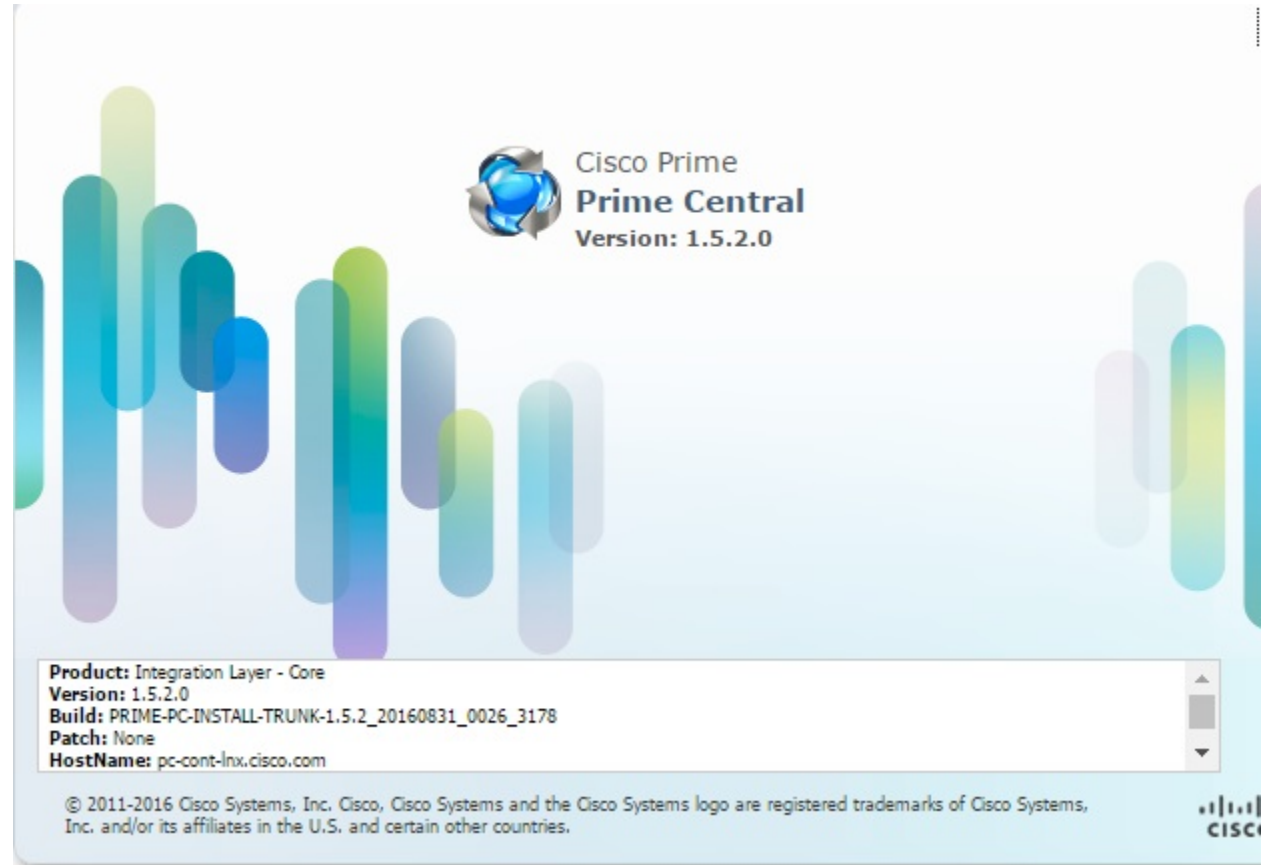 Cisco Prime
Prime Central
Version: 1.5.2.0
Product: Integration Layer - Core
Version: 1.5.2.0
Build: PRIME-PC-INSTALL-TRUNK-1.5.2_20160831_0026_3178
Patch: None
HostName: pc-cont-lnx.cisco.com
© 2011-2016 Cisco Systems, Inc. Cisco, Cisco Systems and the Cisco Systems logo are registered trademarks of Cisco Systems,
Inc. and/or its affiliates in the U.S. and certain other countries.
CISCO